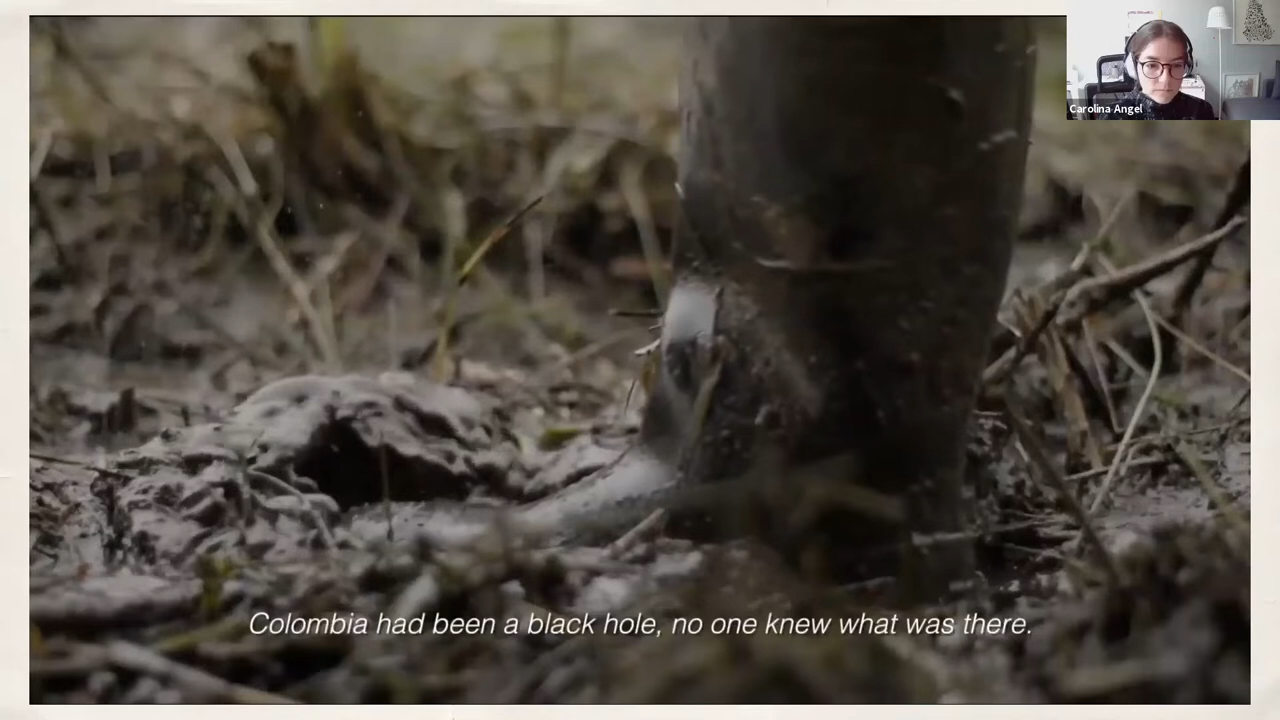 Carolina Angel
Colombia had been a black hole, no one knew what was there.